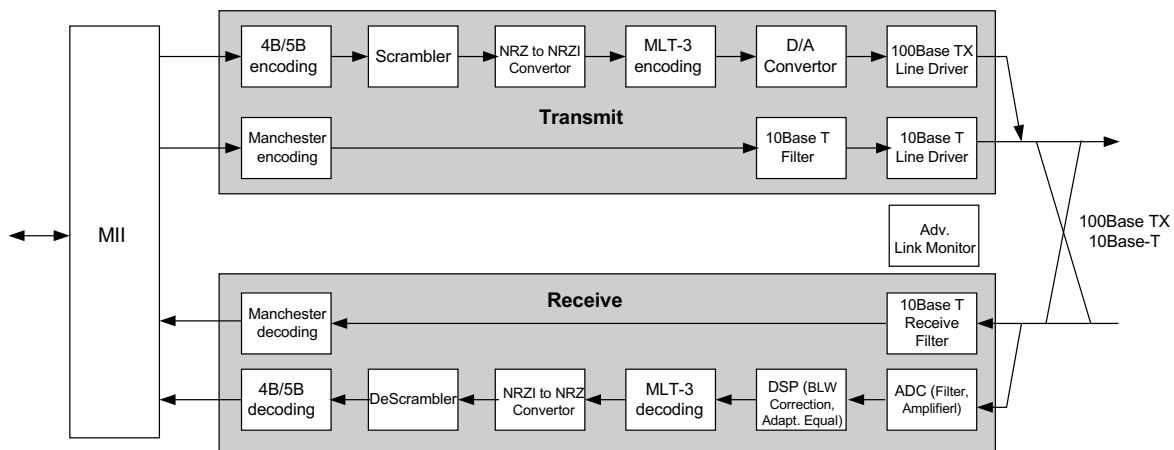 4B/5B
encoding
Scrambler
NRZ to NRZI
Convertor
MLT-3
encoding
D/A
Convertor
100Base TX
Line Driver
Transmit
Manchester
encoding
10Base T
Filter
10Base T
Line Driver
MII
Adv.
Link Monitor
100Base TX
10Base-T
Receive
Manchester
decoding
10Base T
Receive
Filter
4B/5B
decoding
DeScrambler
NRZI to NRZ
Convertor
MLT-3
decoding
DSP (BLW
Correction,
Adapt. Equal)
ADC (Filter,
Amplifierl)